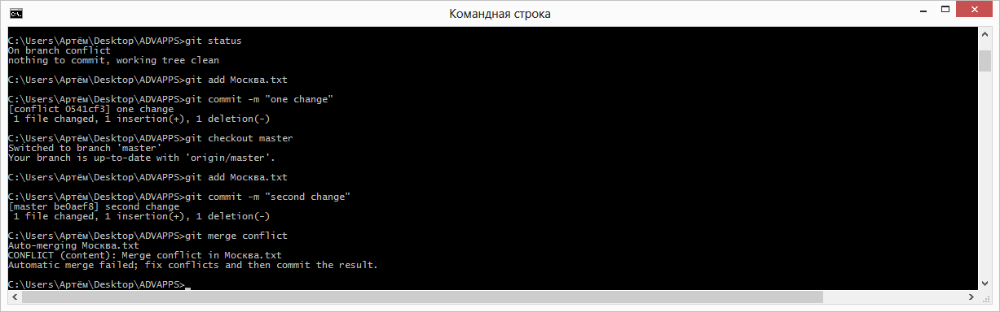 Командная строка
C:\Users\Артём\Desktop\ADVAPPS>git status
On branch conflict
nothing to commit, working tree clean
C:\Users\Артём\Desktop\ADVAPPS>git add Москва.txt
C:\Users\Артём\Desktop\ADVAPPS>git commit -m "one change"
[conflict 0541cf3] one change
1 file changed, 1 insertion(+), 1 deletion(-)
C:\Users\Артём\Desktop\ADVAPPS>git checkout master
Switched to branch 'master'
Your branch is up-to-date with 'origin/master'.
C:\Users\Артём\Desktop\ADVAPPS>git add Москва.txt
C:\Users\Артём\Desktop\ADVAPPS>git commit -m "second change"
[master be0aef8] second change
1 file changed, 1 insertion(+), 1 deletion(-)
C:\Users\Артём\Desktop\ADVAPPS>git merge conflict
Auto-merging Москва.txt
CONFLICT (content): Merge conflict in Москва.txt
Automatic merge failed; fix conflicts and then commit the result.
C:\Users\Артём\Desktop\ADVAPPS>